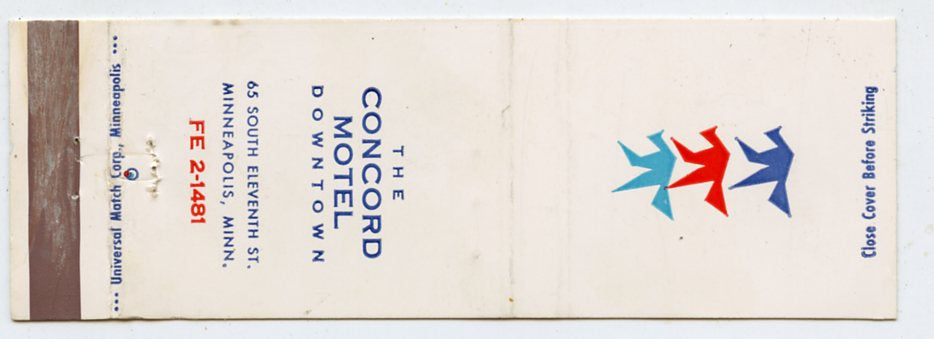 Close Cover Before Striking
THE
CONCORD
MOTEL
DOWNTOWN
65 SOUTH ELEVENTH ST.
MINNEAPOLIS, MINN.
FE 2-1481
••• Universal Match Corp., Minneapolis •••